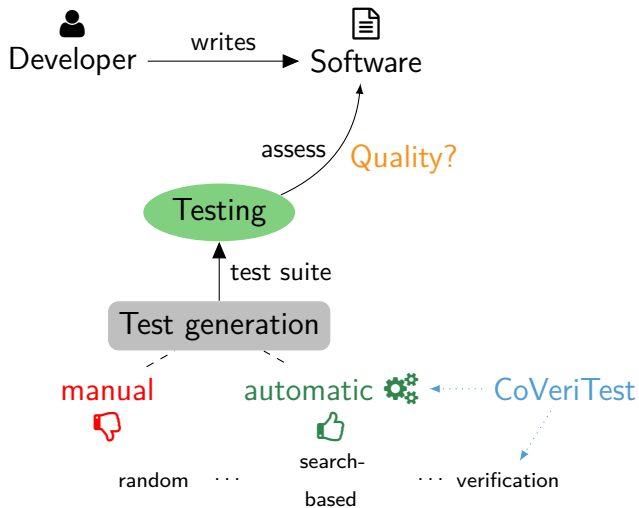 writes
Developer
Software
assess
Quality?
Testing
test suite
Test generation
manual
automatic
CoVeriTest
search-
based
random ... ... verification